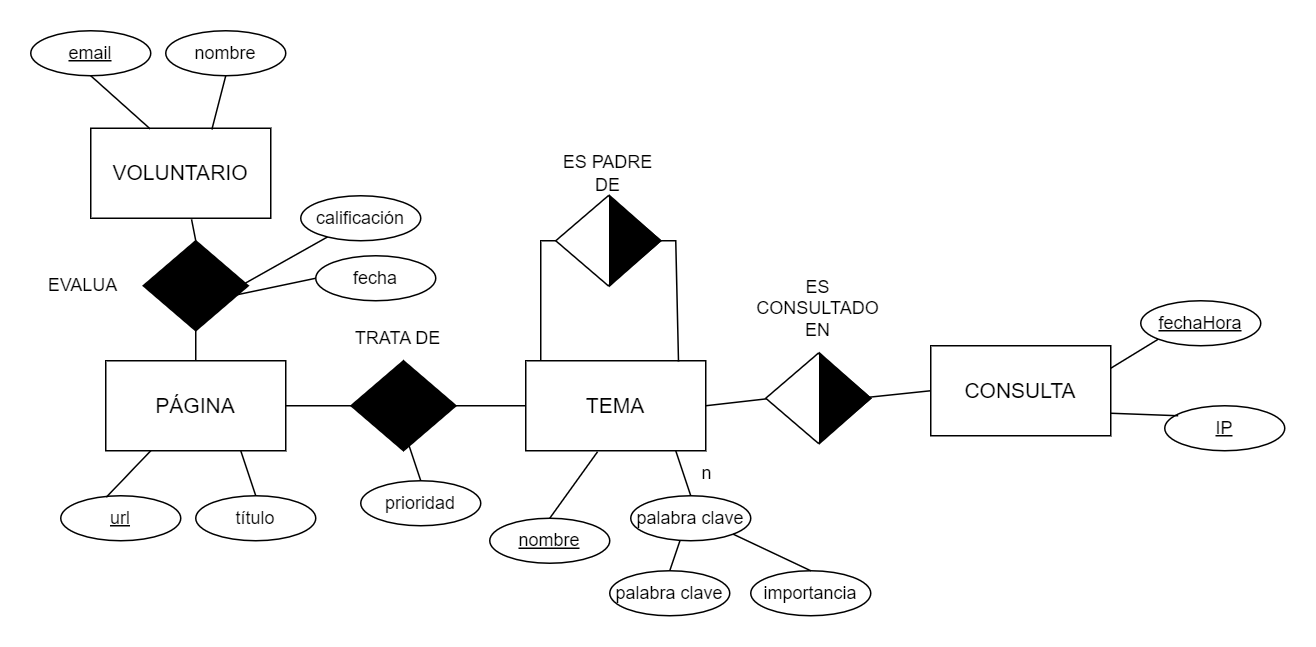 email
nombre
VOLUNTARIO
ES PADRE
DE
calificación
EVALUA
fecha
ES
CONSULTADO
EN
fechaHora
TRATA DE
PÁGINA
TEMA
CONSULTA
IP
n
prioridad
url
título
palabra clave
nombre
palabra clave
importancia